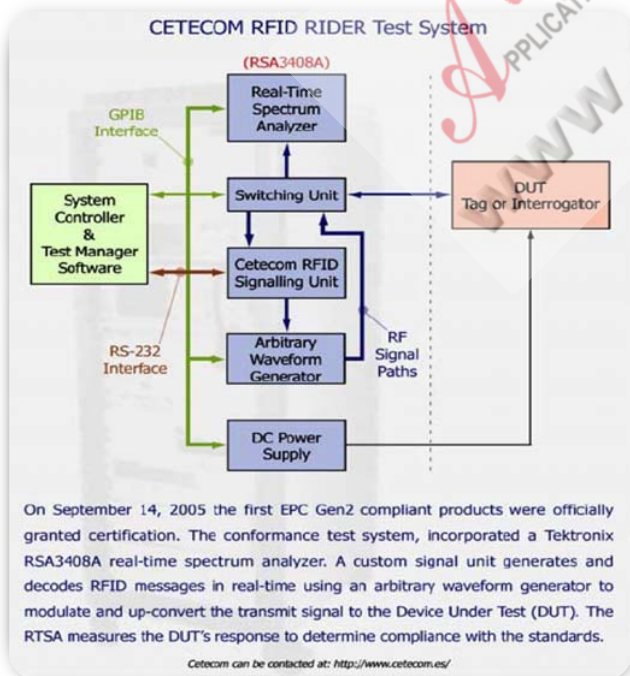 CETECOM RFID RIDER Test System
(RSA3408A)
Real-Time
Spectrum
Analyzer
GPIB
Interface
Switching Unit
DUT
Tag or Interrogator
System
Controller
&
Test Manager
Software
Cetecom RFID
Signalling Unit
RS-232
Interface
Arbitrary
Waveform
Generator
RF
Signal
Paths
DC Power
Supply
On September 14, 2005 the first EPC Gen2 compliant products were officially
granted certification. The conformance test system, incorporated a Tektronix
RSA3408A real-time spectrum analyzer. A custom signal unit generates and
decodes RFID messages in real-time using an arbitrary waveform generator to
modulate and up-convert the transmit signal to the Device Under Test (DUT). The
RTSA measures the DUT's response to determine compliance with the standards.
Cetecom can be contacted at: http://www.cetecom.es/
WWW